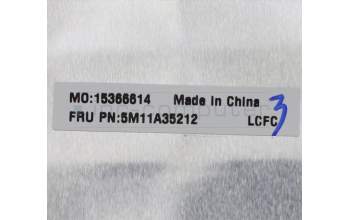 MO:15366614 Made in China 3
FRU PN:5M11A35212 LCFC